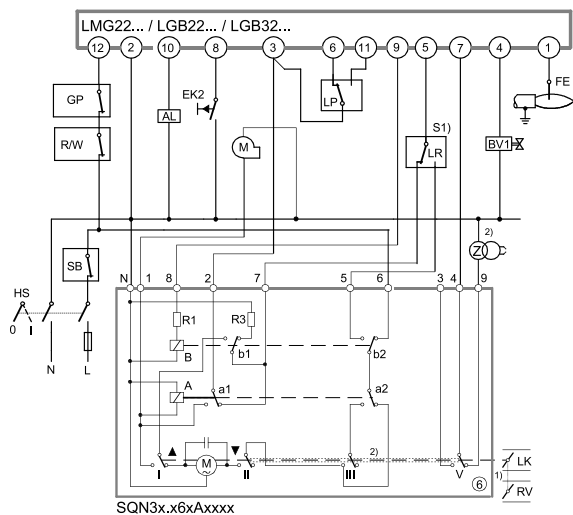 LMG22... / LGB22... / LGB32...
12 2 10 8 3 6 11 9 5 7 4 1
FE
GP
EK2
LP
AL
S1)
R/W
M
LR
BV1
2)
Z
SB
HS
N 1 8 2 7 5 6 3 4 9
0 I
R1 R3
B b1 b2
N L
A a1 a2
2)
M
I II III V
LK
1)
6
RV
SQN3x.x6xAxxxx